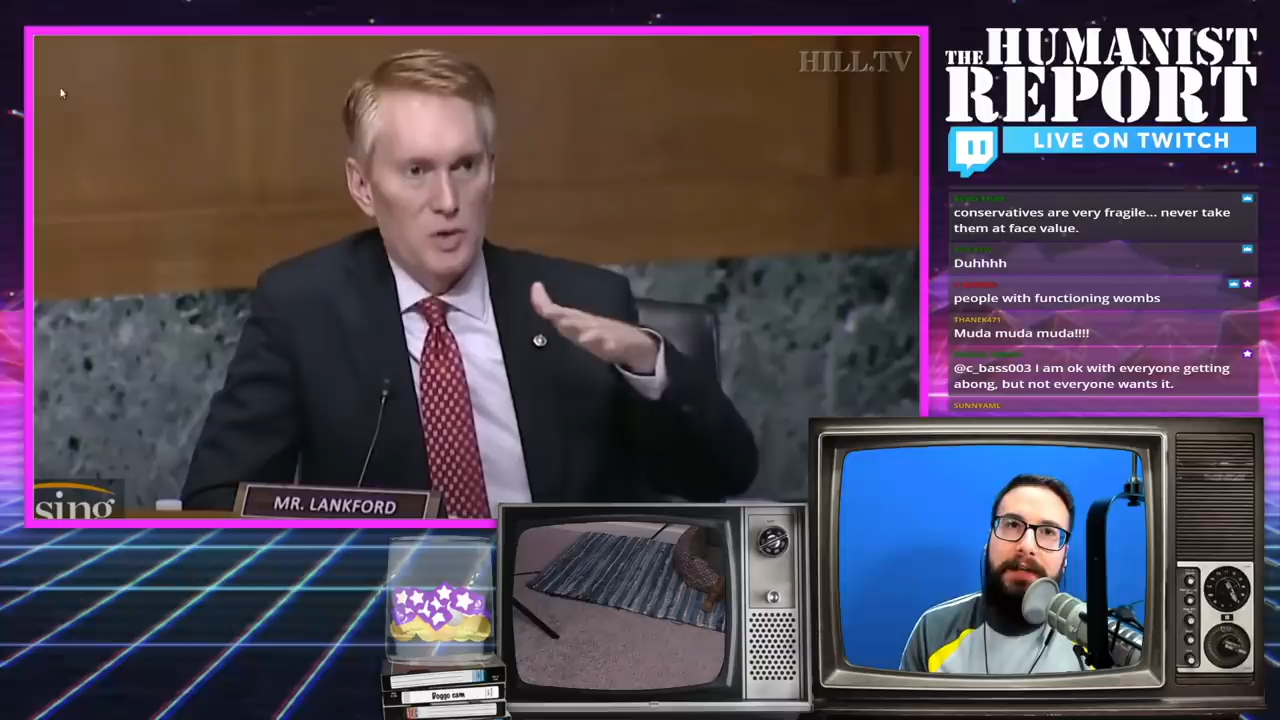 HILL.TV
THE HUMANIST
REPORT
LIVE ON TWITCH
conservatives are very fragile... never take
them at face value.
Duhhhh
people with functioning wombs
THANEK471
Muda muda muda!!!!
@c_bass003 I am ok with everyone getting
abong, but not everyone wants it.
SUNNYAML
MR. LANKFORD
sing
Doggo cam